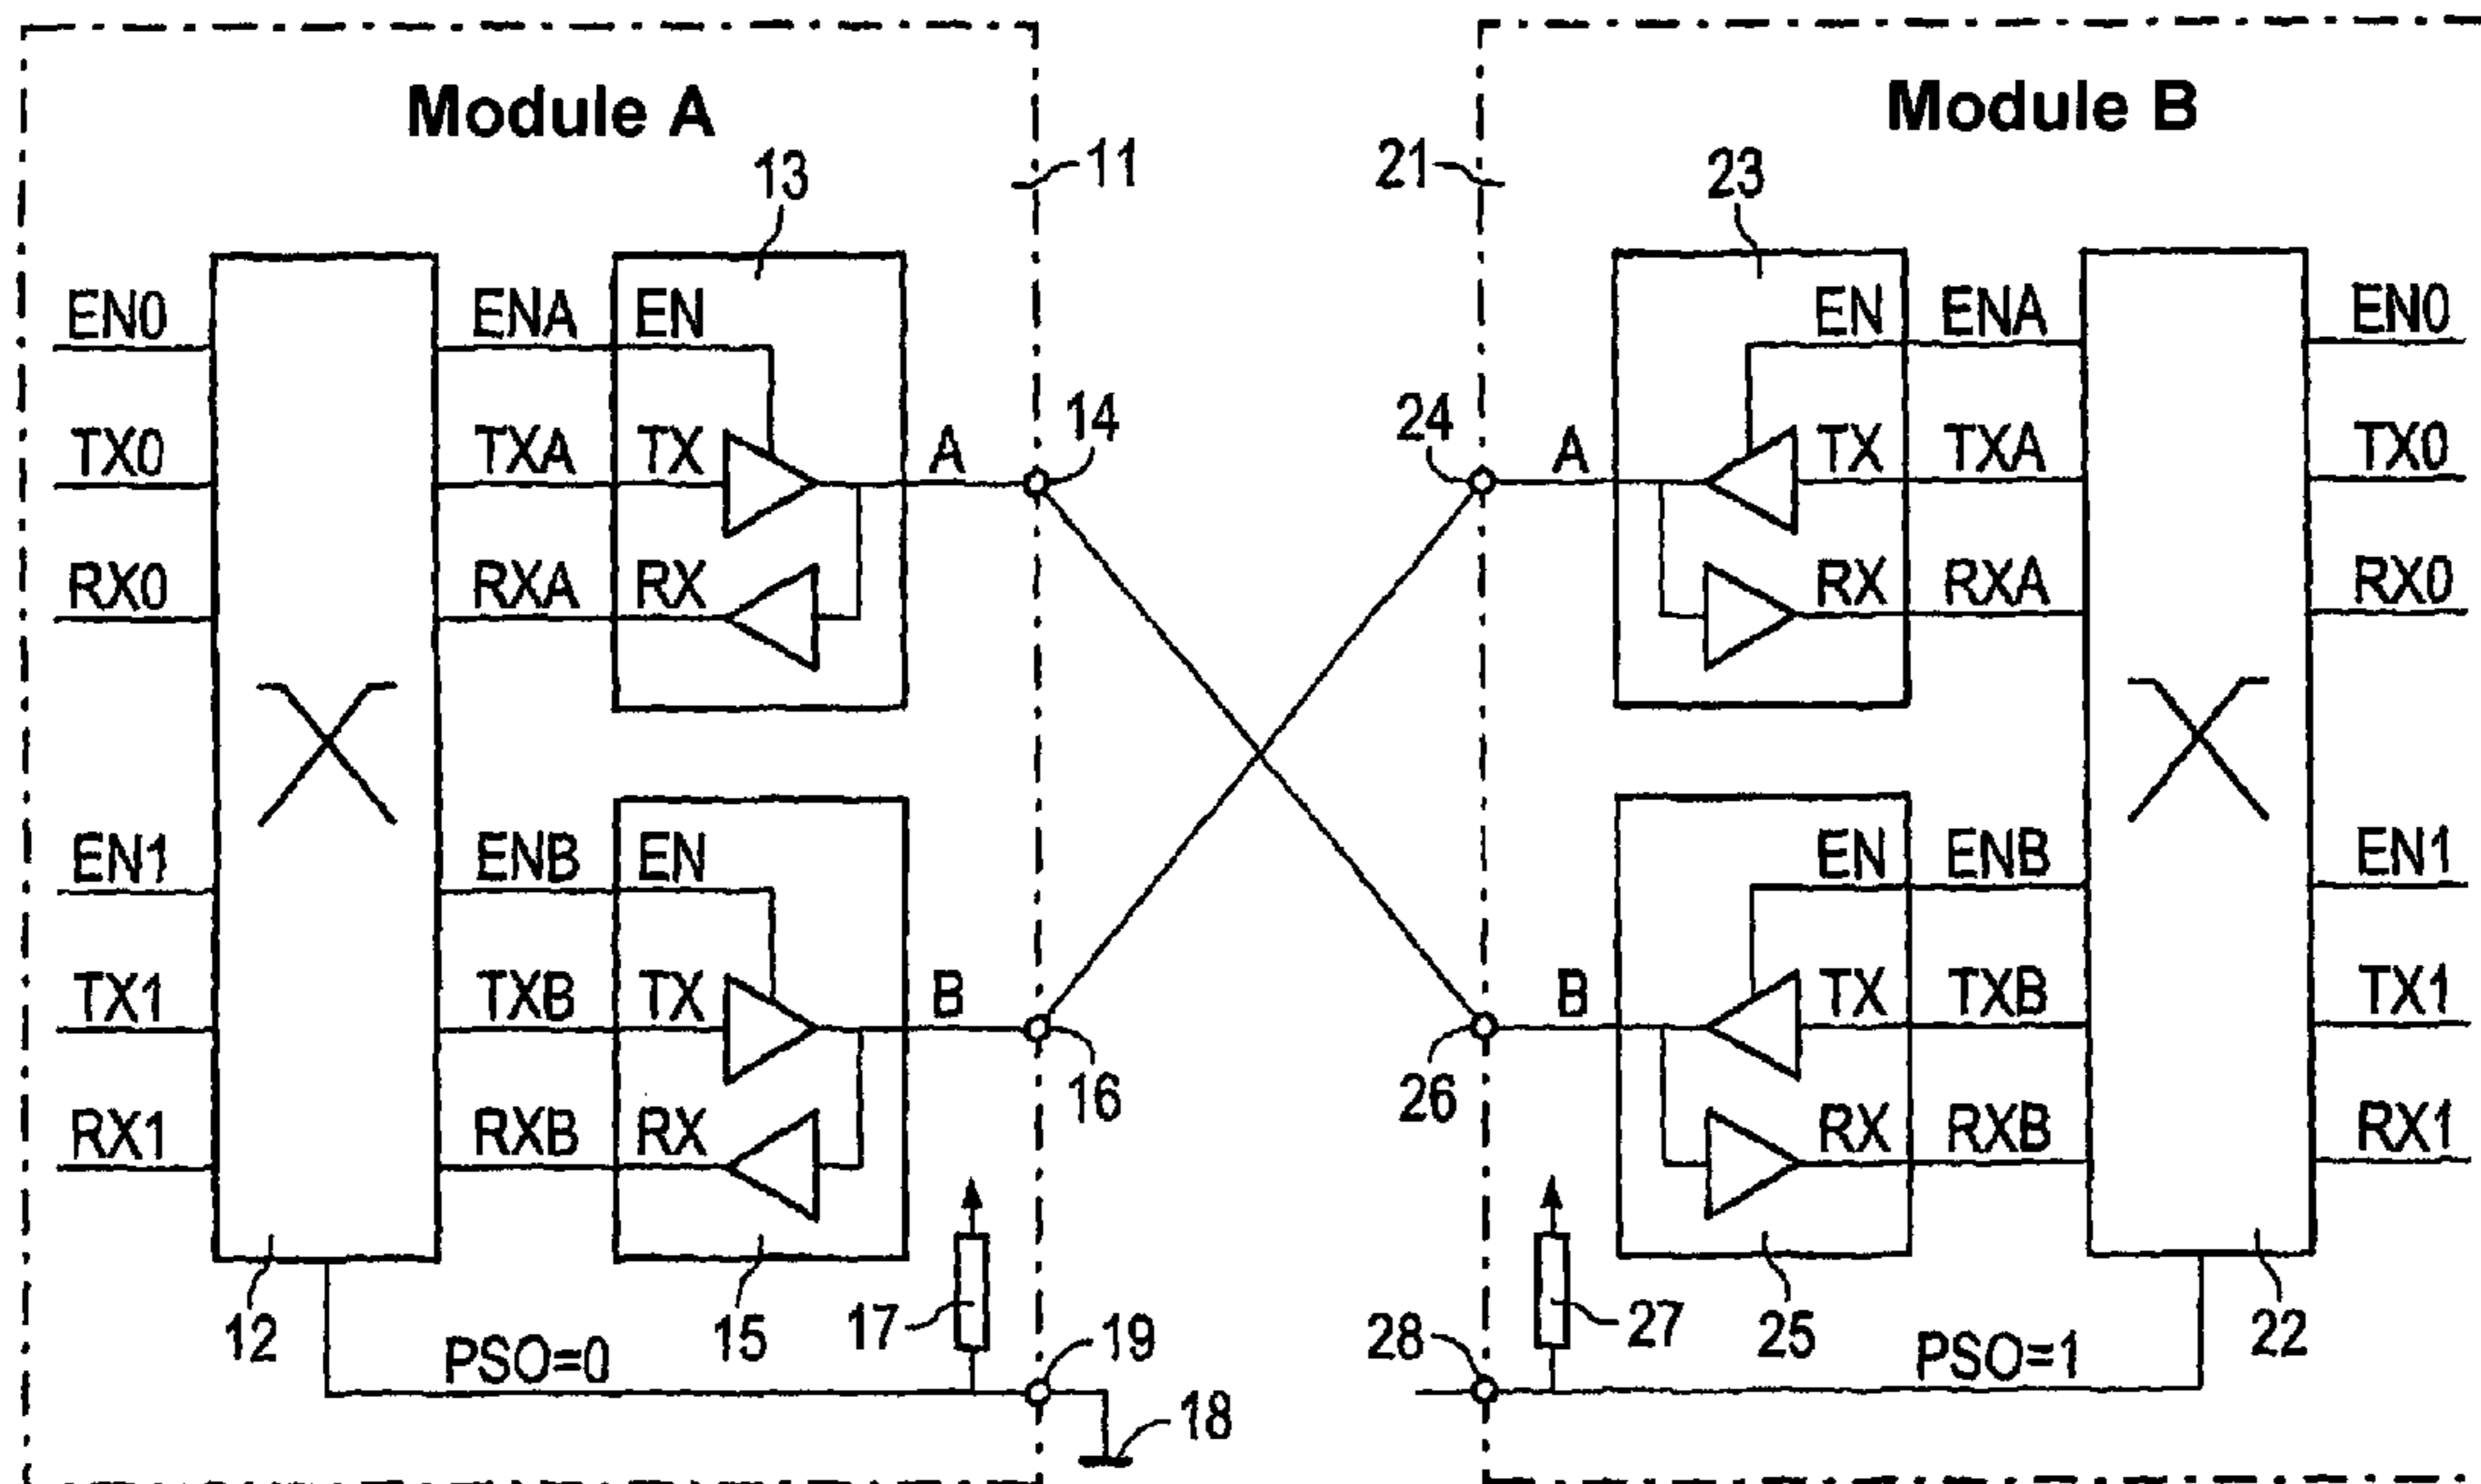 Module A
Module B
13
11
21
23
EN0
ENA
EN
EN
ENA
EN0
TX0
TXA
TX
A
14
24
A
TX
TXA
TX0
RX0
RXA
RX
RX
RXA
RX0
EN1
ENB
EN
EN
ENB
EN1
TX1
TXB
TX
B
16
26
B
TX
TXB
TX1
RX1
RXB
RX
RX
RXB
RX1
12
15
17
19
28
27
25
22
PSO=0
PSO=1
18